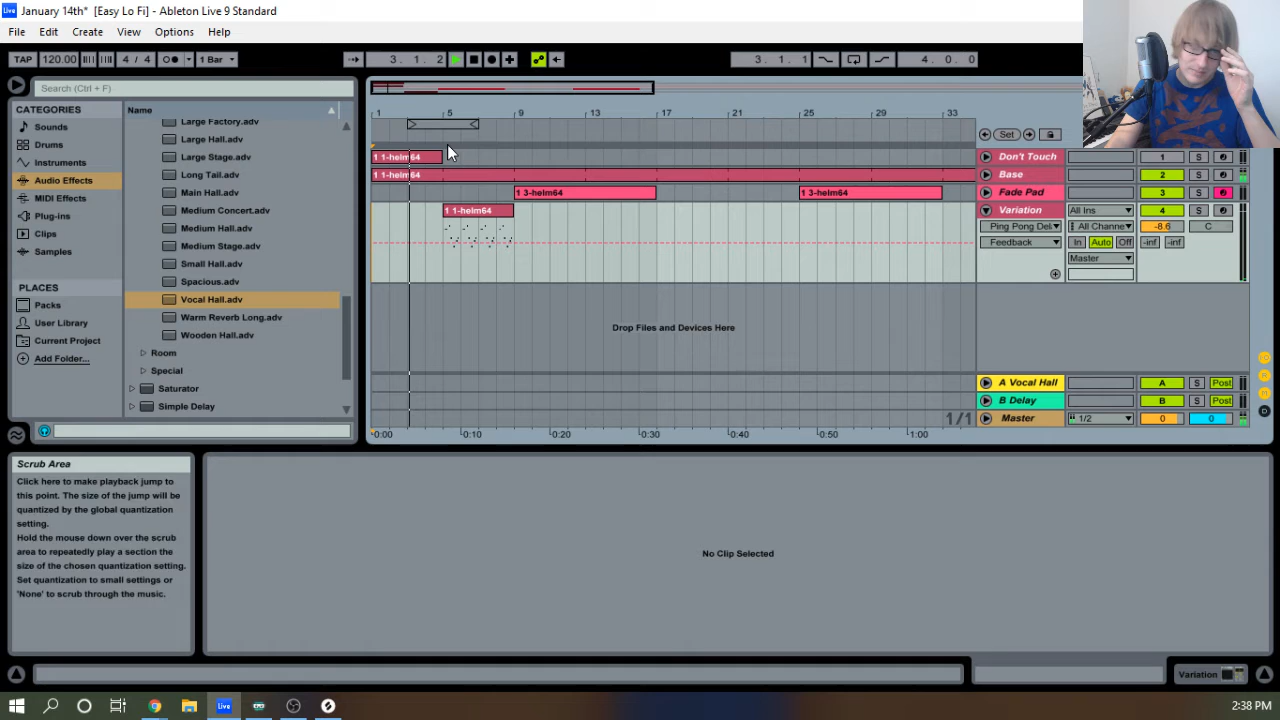 Live January 14th* [Easy Lo Fi] - Ableton Live 9 Standard
File Edit Create View Options Help
TAP 120.00 4 / 4 1 Bar 3. 1. 2 3. 1. 1 4. 0. 0
Search (Ctrl + F)
CATEGORIES
Sounds
Drums
Instruments
Audio Effects
MIDI Effects
Plug-ins
Clips
Samples
PLACES
Packs
User Library
Current Project
Add Folder...
Name
Large Factory.adv
Large Hall.adv
Large Stage.adv
Long Tail.adv
Main Hall.adv
Medium Concert.adv
Medium Hall.adv
Medium Stage.adv
Small Hall.adv
Spacious.adv
Vocal Hall.adv
Warm Reverb Long.adv
Wooden Hall.adv
Room
Special
Saturator
Simple Delay
1 5 9 13 17 21 25 29 33
Set
1 1-helm64 Don't Touch 1 S
1 1-helm64 Base 2 S
1 3-helm64 1 3-helm64 Fade Pad 3 S
1 1-helm64 Variation All Ins 4 S
Ping Pong Del All Channe -8.6 C
Feedback In Auto Off -inf -inf
Master
Drop Files and Devices Here
A Vocal Hall A S Post
B Delay B S Post
1/1 Master 1/2 0 0
0:00 0:10 0:20 0:30 0:40 0:50 1:00
Scrub Area
Click here to make playback jump to
this point. The size of the jump will be
quantized by the global quantization
setting.
Hold the mouse down over the scrub
area to repeatedly play a section the
size of the chosen quantization setting.
Set quantization to small settings or
'None' to scrub through the music.
No Clip Selected
Variation
Live
2:38 PM